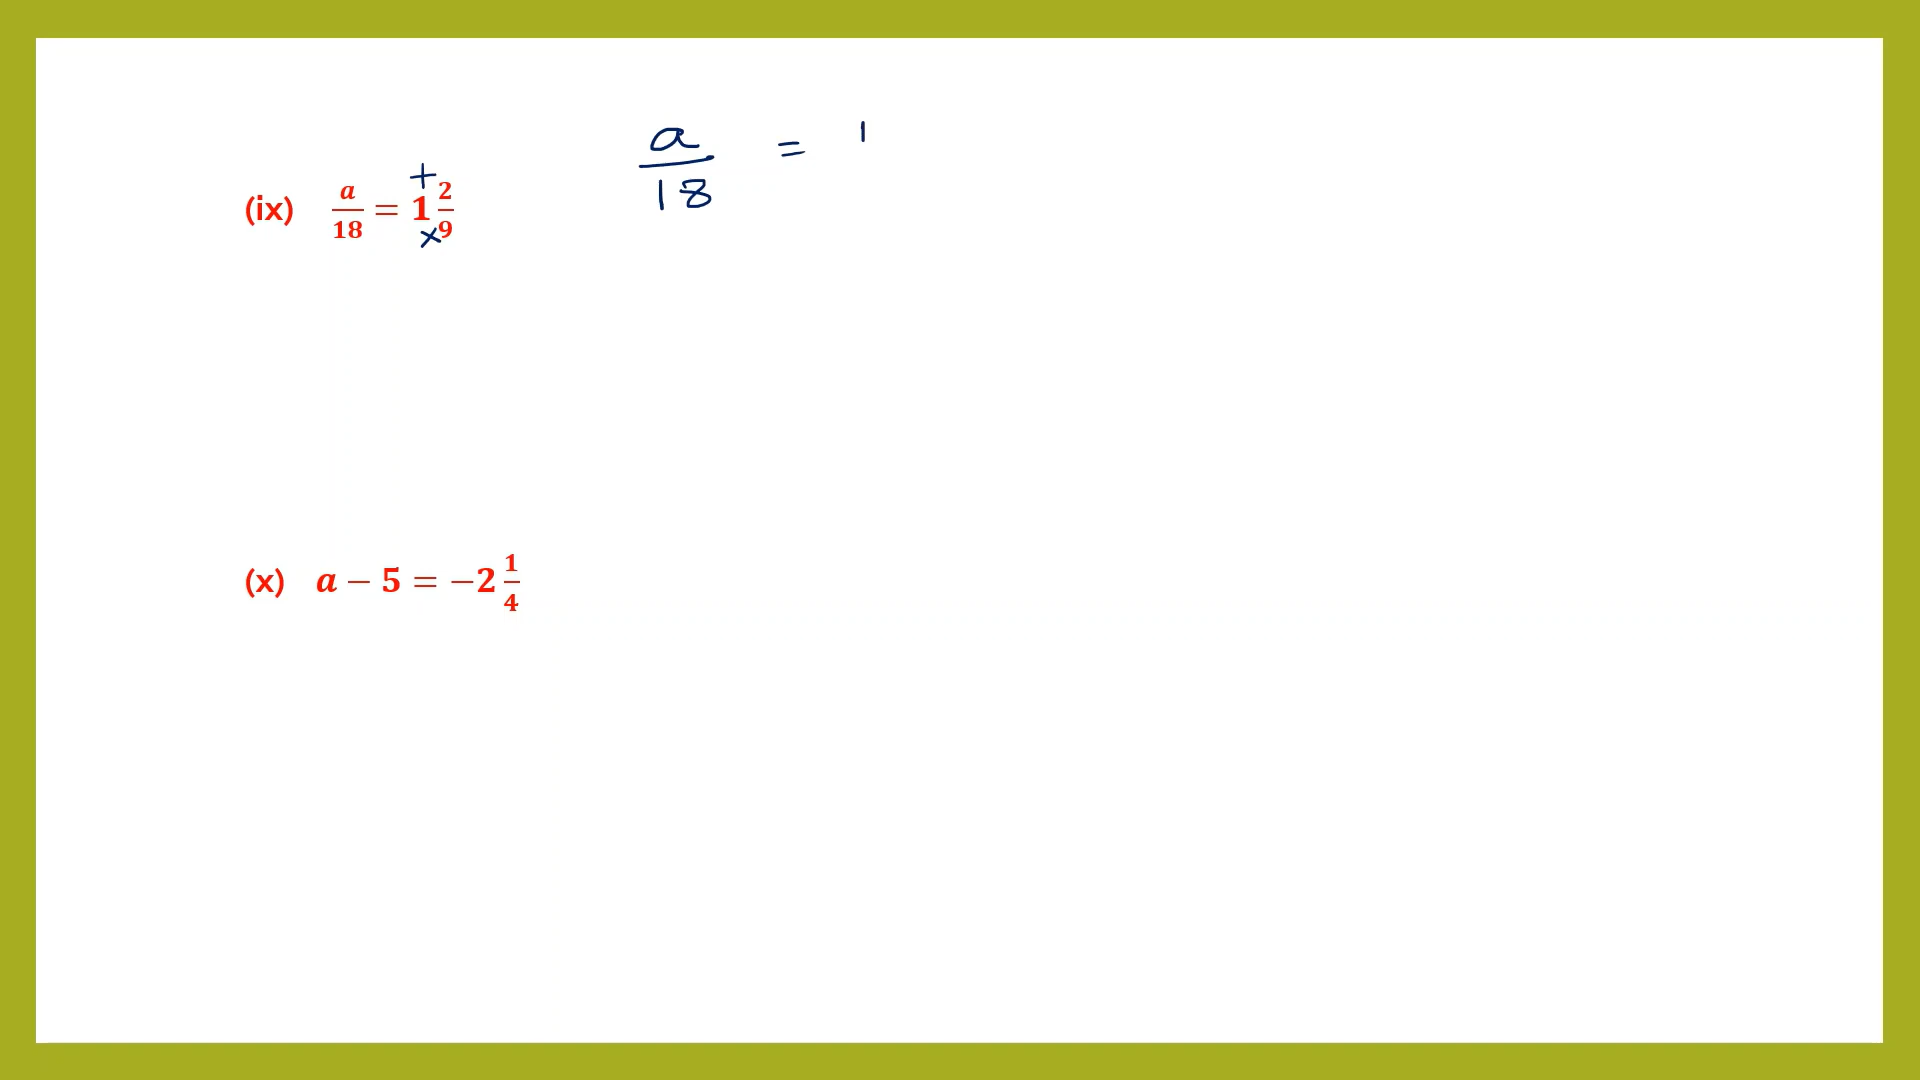 (ix) a/18 = 1 2/9 + × a/18 = 1
(x) a − 5 = −2 1/4